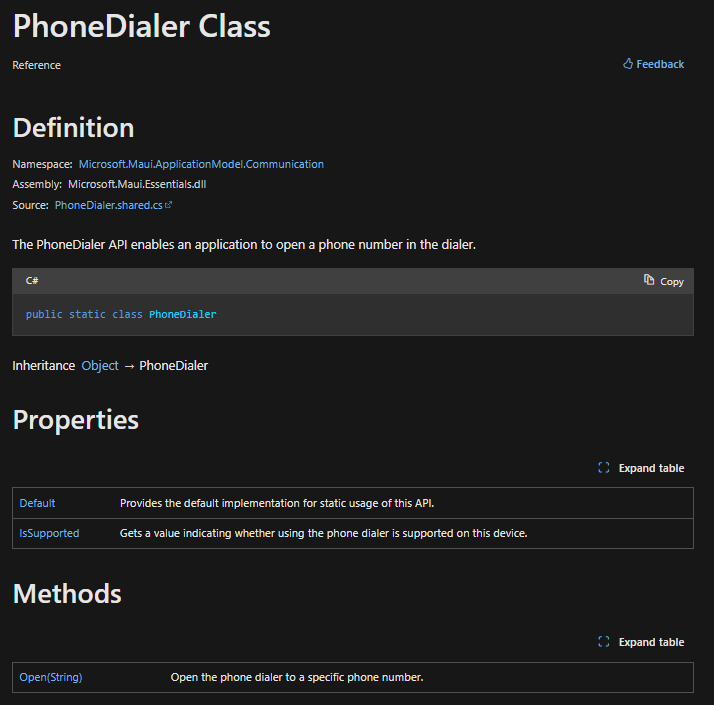 PhoneDialer Class
Reference
Feedback
Definition
Namespace: Microsoft.Maui.ApplicationModel.Communication
Assembly: Microsoft.Maui.Essentials.dll
Source: PhoneDialer.shared.cs
The PhoneDialer API enables an application to open a phone number in the dialer.
C#
Copy
public static class PhoneDialer
Inheritance Object → PhoneDialer
Properties
Expand table
Default Provides the default implementation for static usage of this API.
IsSupported Gets a value indicating whether using the phone dialer is supported on this device.
Methods
Expand table
Open(String) Open the phone dialer to a specific phone number.